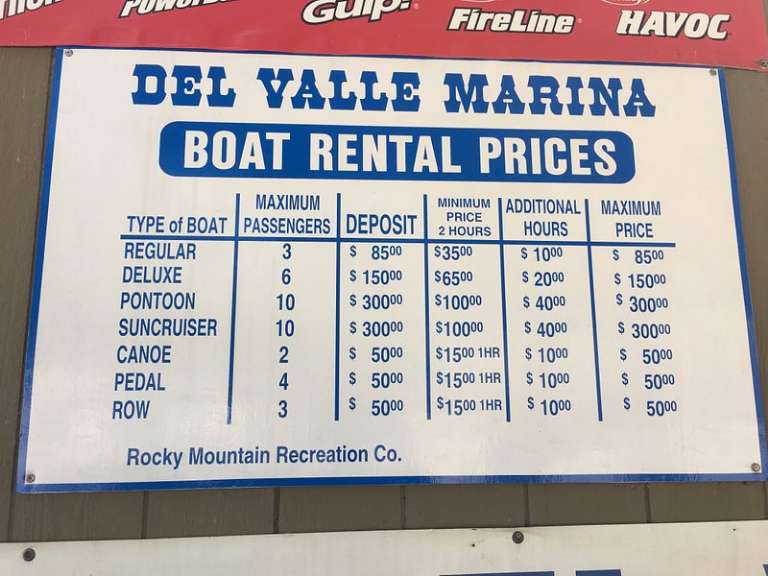 Gulp!
FireLine
HAVOC
DEL VALLE MARINA
BOAT RENTAL PRICES
TYPE of BOAT MAXIMUM PASSENGERS DEPOSIT MINIMUM PRICE 2 HOURS ADDITIONAL HOURS MAXIMUM PRICE
REGULAR 3 $ 8500 $3500 $ 1000 $ 8500
DELUXE 6 $ 15000 $6500 $ 2000 $ 15000
PONTOON 10 $ 30000 $10000 $ 4000 $ 30000
SUNCRUISER 10 $ 30000 $10000 $ 4000 $ 30000
CANOE 2 $ 5000 $1500 1HR $ 1000 $ 5000
PEDAL 4 $ 5000 $1500 1HR $ 1000 $ 5000
ROW 3 $ 5000 $1500 1HR $ 1000 $ 5000
Rocky Mountain Recreation Co.